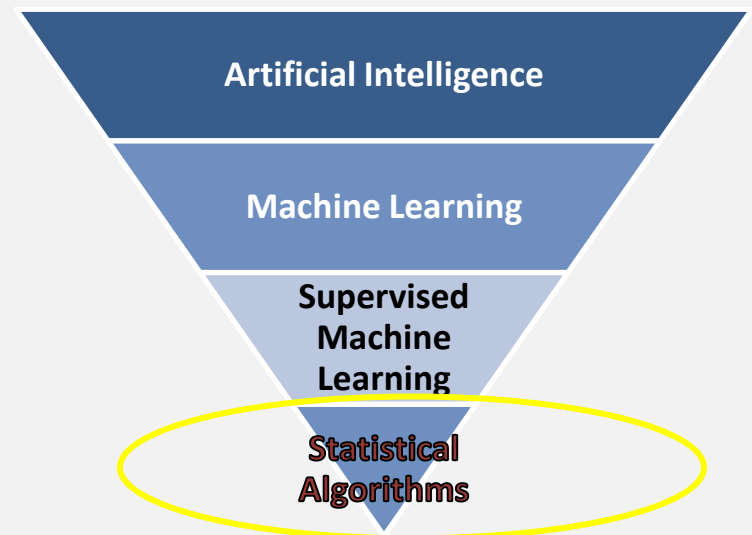 Artificial Intelligence
Machine Learning
Supervised
Machine
Learning
Statistical
Algorithms